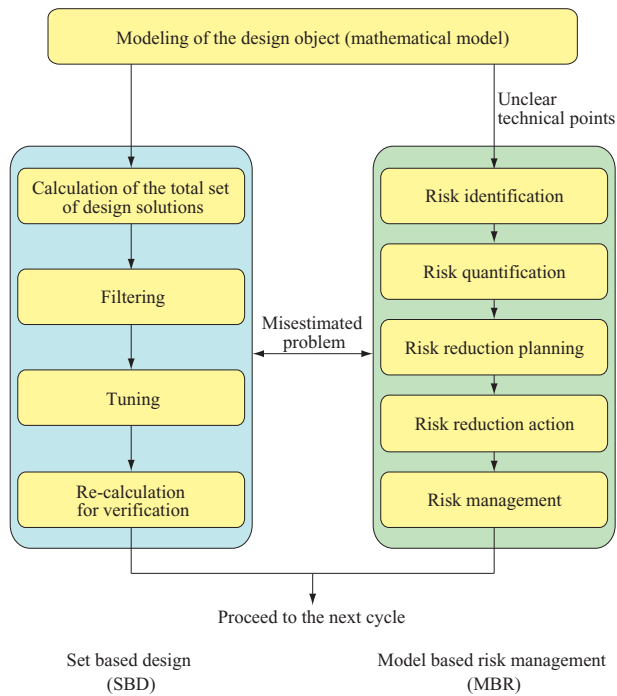 Modeling of the design object (mathematical model)
Unclear
technical points
Calculation of the total set
of design solutions
Filtering
Tuning
Re-calculation
for verification
Misestimated
problem
Risk identification
Risk quantification
Risk reduction planning
Risk reduction action
Risk management
Proceed to the next cycle
Set based design
(SBD)
Model based risk management
(MBR)